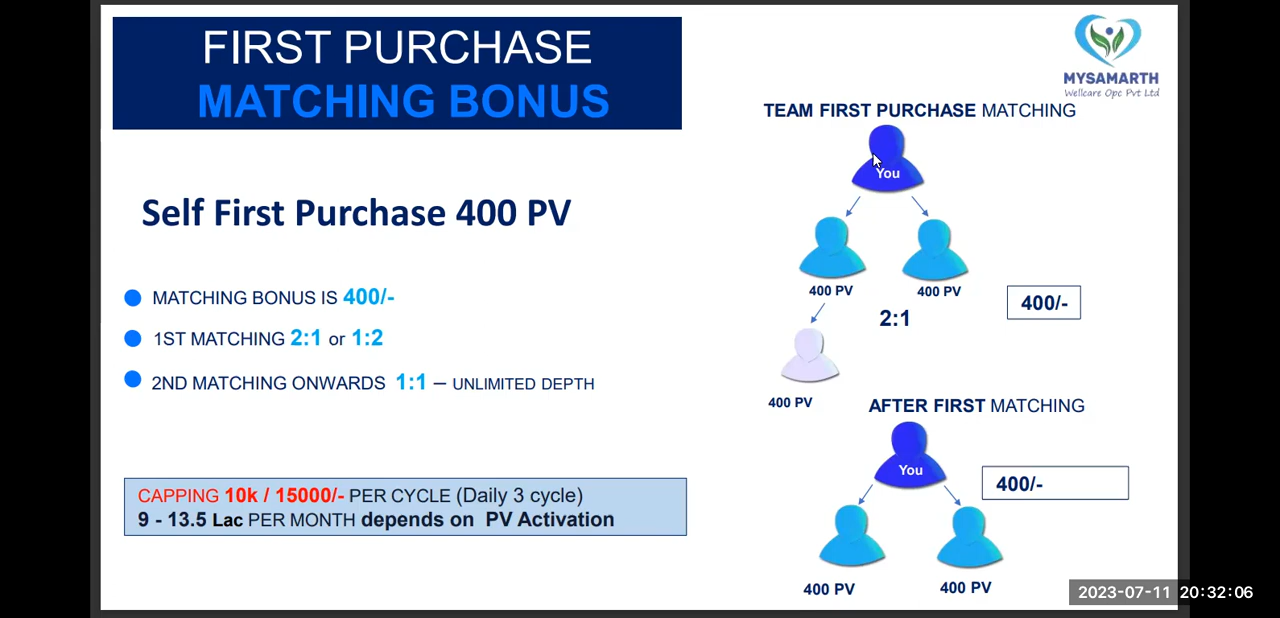 FIRST PURCHASE
MATCHING BONUS
MYSAMARTH
Wellcare Opc Pvt Ltd
TEAM FIRST PURCHASE MATCHING
You
Self First Purchase 400 PV
400 PV
400 PV
MATCHING BONUS IS 400/-
400/-
2:1
1ST MATCHING 2:1 or 1:2
2ND MATCHING ONWARDS 1:1 – UNLIMITED DEPTH
400 PV
AFTER FIRST MATCHING
You
400/-
CAPPING 10k / 15000/- PER CYCLE (Daily 3 cycle)
9 - 13.5 Lac PER MONTH depends on PV Activation
400 PV
400 PV
2023-07-11 20:32:06